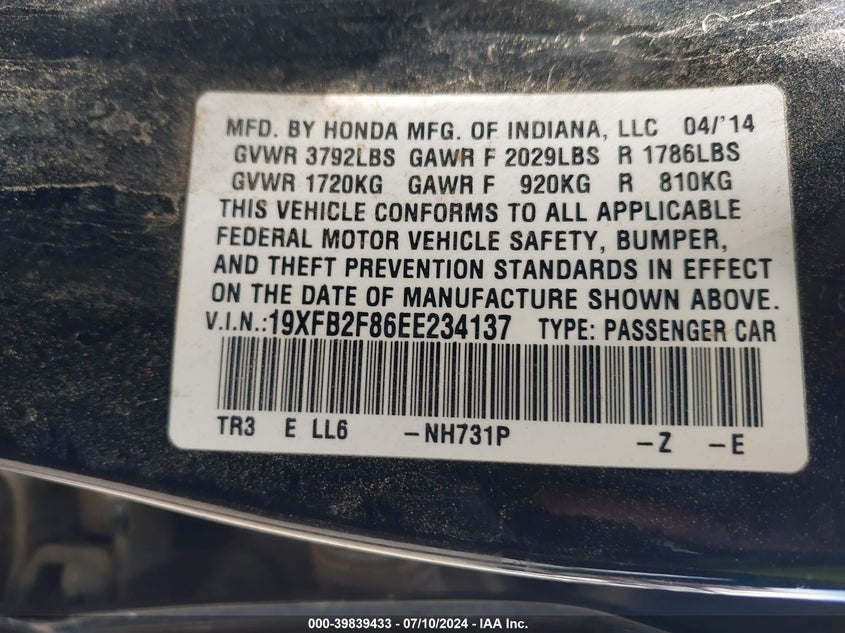 MFD. BY HONDA MFG. OF INDIANA, LLC 04/'14
GVWR 3792LBS GAWR F 2029LBS R 1786LBS
GVWR 1720KG GAWR F 920KG R 810KG
THIS VEHICLE CONFORMS TO ALL APPLICABLE
FEDERAL MOTOR VEHICLE SAFETY, BUMPER,
AND THEFT PREVENTION STANDARDS IN EFFECT
ON THE DATE OF MANUFACTURE SHOWN ABOVE.
V.I.N.:19XFB2F86EE234137 TYPE: PASSENGER CAR
TR3 E LL6 –NH731P –Z –E
000-39839433 / 07/10/2024 - IAA Inc.